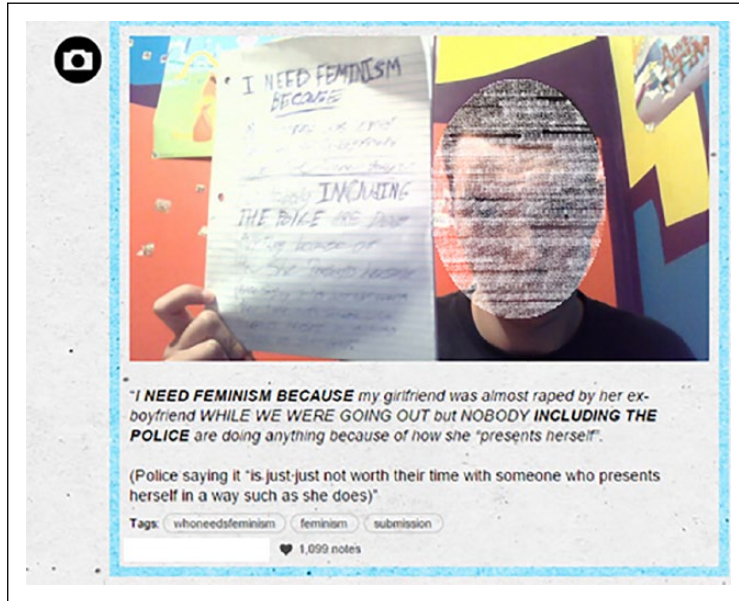 I NEED FEMINISM
BECAUSE
INCLUDING
THE POLICE ARE
"I NEED FEMINISM BECAUSE my girlfriend was almost raped by her ex-
boyfriend WHILE WE WERE GOING OUT but NOBODY INCLUDING THE
POLICE are doing anything because of how she "presents herself".
(Police saying it "is just-just not worth their time with someone who presents
herself in a way such as she does)"
Tags: whoneedsfeminism feminism submission
1,099 notes